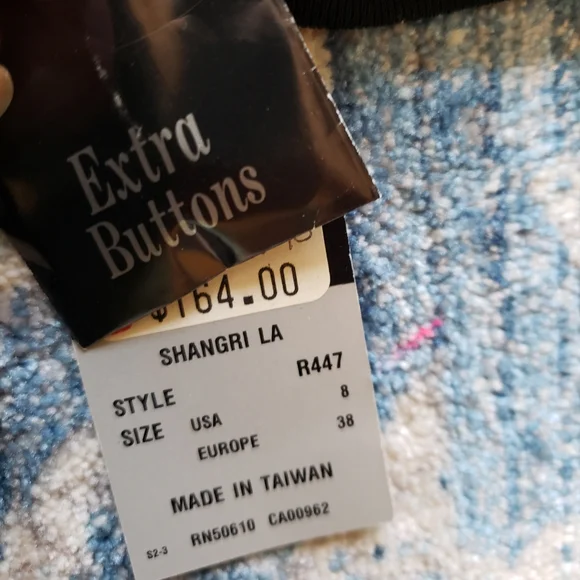 Extra
Buttons
$164.00
SHANGRI LA
STYLE R447
SIZE USA 8
EUROPE 38
MADE IN TAIWAN
S2-3 RN50610 CA00962